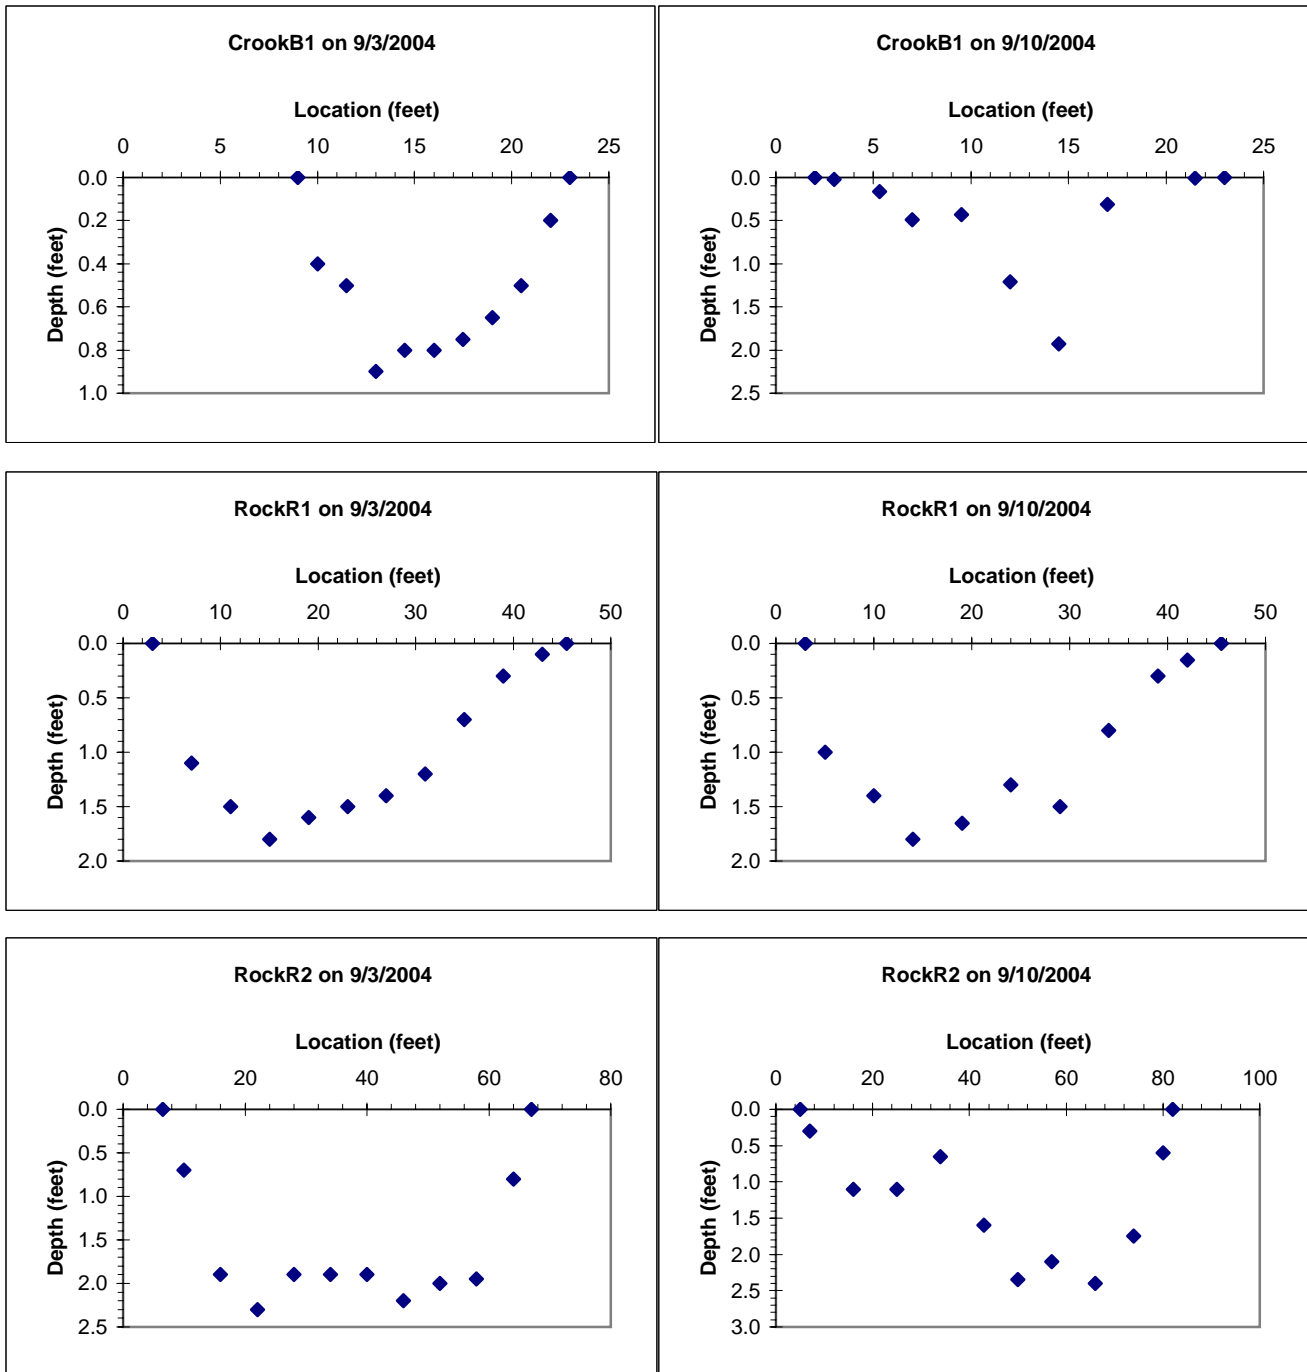 CrookB1 on 9/3/2004
Location (feet)
0 5 10 15 20 25
0.0
0.2
0.4
0.6
0.8
1.0
Depth (feet)
CrookB1 on 9/10/2004
Location (feet)
0 5 10 15 20 25
0.0
0.5
1.0
1.5
2.0
2.5
Depth (feet)
RockR1 on 9/3/2004
Location (feet)
0 10 20 30 40 50
0.0
0.5
1.0
1.5
2.0
Depth (feet)
RockR1 on 9/10/2004
Location (feet)
0 10 20 30 40 50
0.0
0.5
1.0
1.5
2.0
Depth (feet)
RockR2 on 9/3/2004
Location (feet)
0 20 40 60 80
0.0
0.5
1.0
1.5
2.0
2.5
Depth (feet)
RockR2 on 9/10/2004
Location (feet)
0 20 40 60 80 100
0.0
0.5
1.0
1.5
2.0
2.5
3.0
Depth (feet)